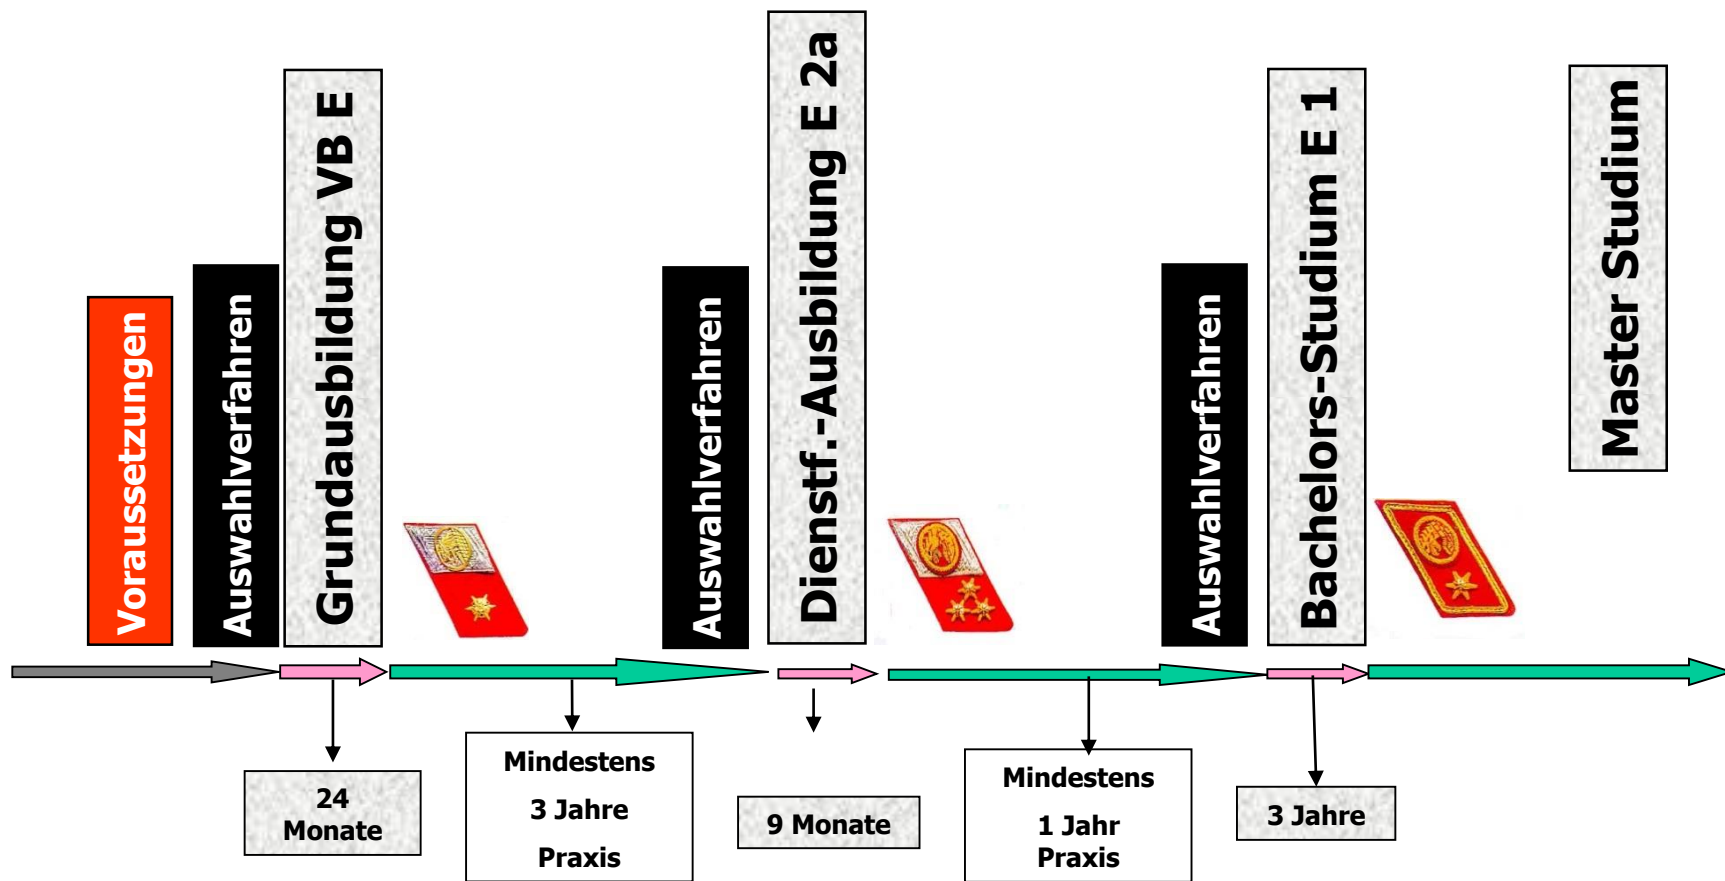 Voraussetzungen
Auswahlverfahren
Grundausbildung VB E
Auswahlverfahren
Dienstf.-Ausbildung E 2a
Auswahlverfahren
Bachelors-Studium E 1
Master Studium
24
Monate
Mindestens
3 Jahre
Praxis
9 Monate
Mindestens
1 Jahr
Praxis
3 Jahre